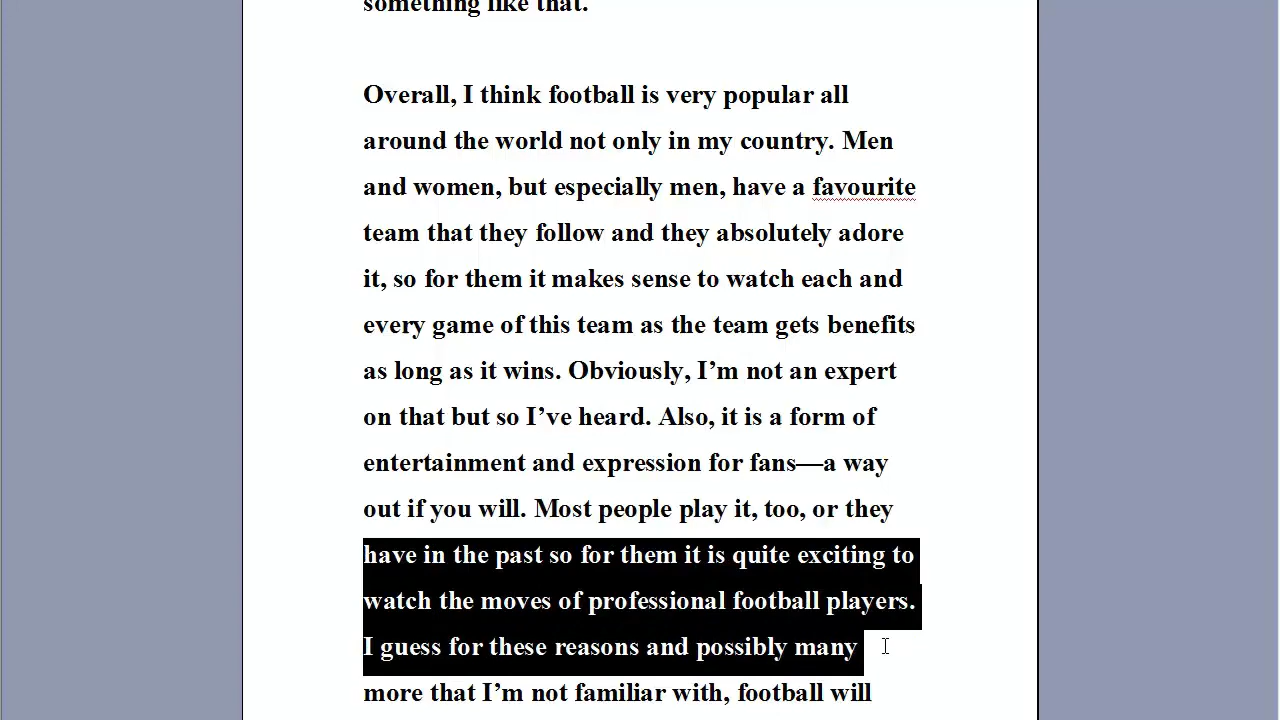 something like that.
Overall, I think football is very popular all
around the world not only in my country. Men
and women, but especially men, have a favourite
team that they follow and they absolutely adore
it, so for them it makes sense to watch each and
every game of this team as the team gets benefits
as long as it wins. Obviously, I’m not an expert
on that but so I’ve heard. Also, it is a form of
entertainment and expression for fans—a way
out if you will. Most people play it, too, or they
have in the past so for them it is quite exciting to
watch the moves of professional football players.
I guess for these reasons and possibly many
more that I’m not familiar with, football will